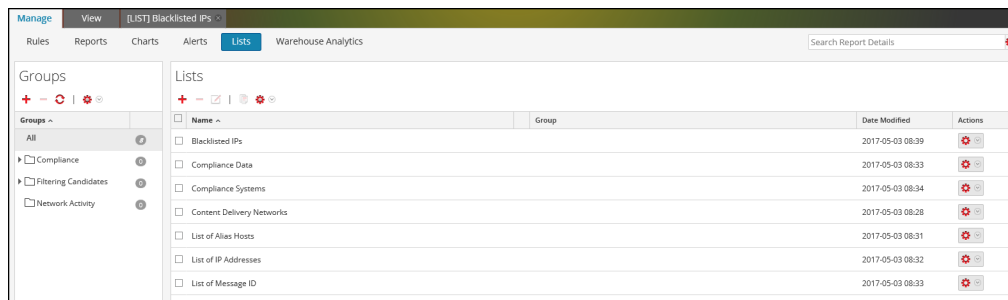 Manage View [LIST] Blacklisted IPs
Rules Reports Charts Alerts Lists Warehouse Analytics Search Report Details
Groups
Groups
All
Compliance 0
Filtering Candidates 0
Network Activity 0
Lists
Name Group Date Modified Actions
Blacklisted IPs 2017-05-03 08:39
Compliance Data 2017-05-03 08:33
Compliance Systems 2017-05-03 08:34
Content Delivery Networks 2017-05-03 08:28
List of Alias Hosts 2017-05-03 08:31
List of IP Addresses 2017-05-03 08:32
List of Message ID 2017-05-03 08:33